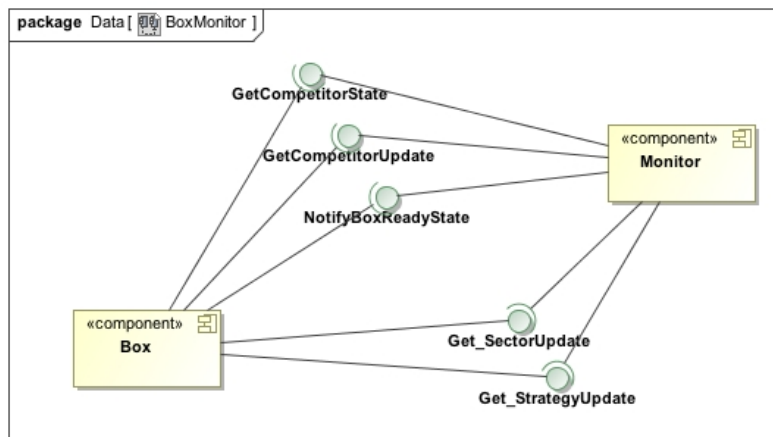 package Data [ BoxMonitor ]
GetCompetitorState
«component»
Monitor
GetCompetitorUpdate
NotifyBoxReadyState
«component»
Box
Get_SectorUpdate
Get_StrategyUpdate